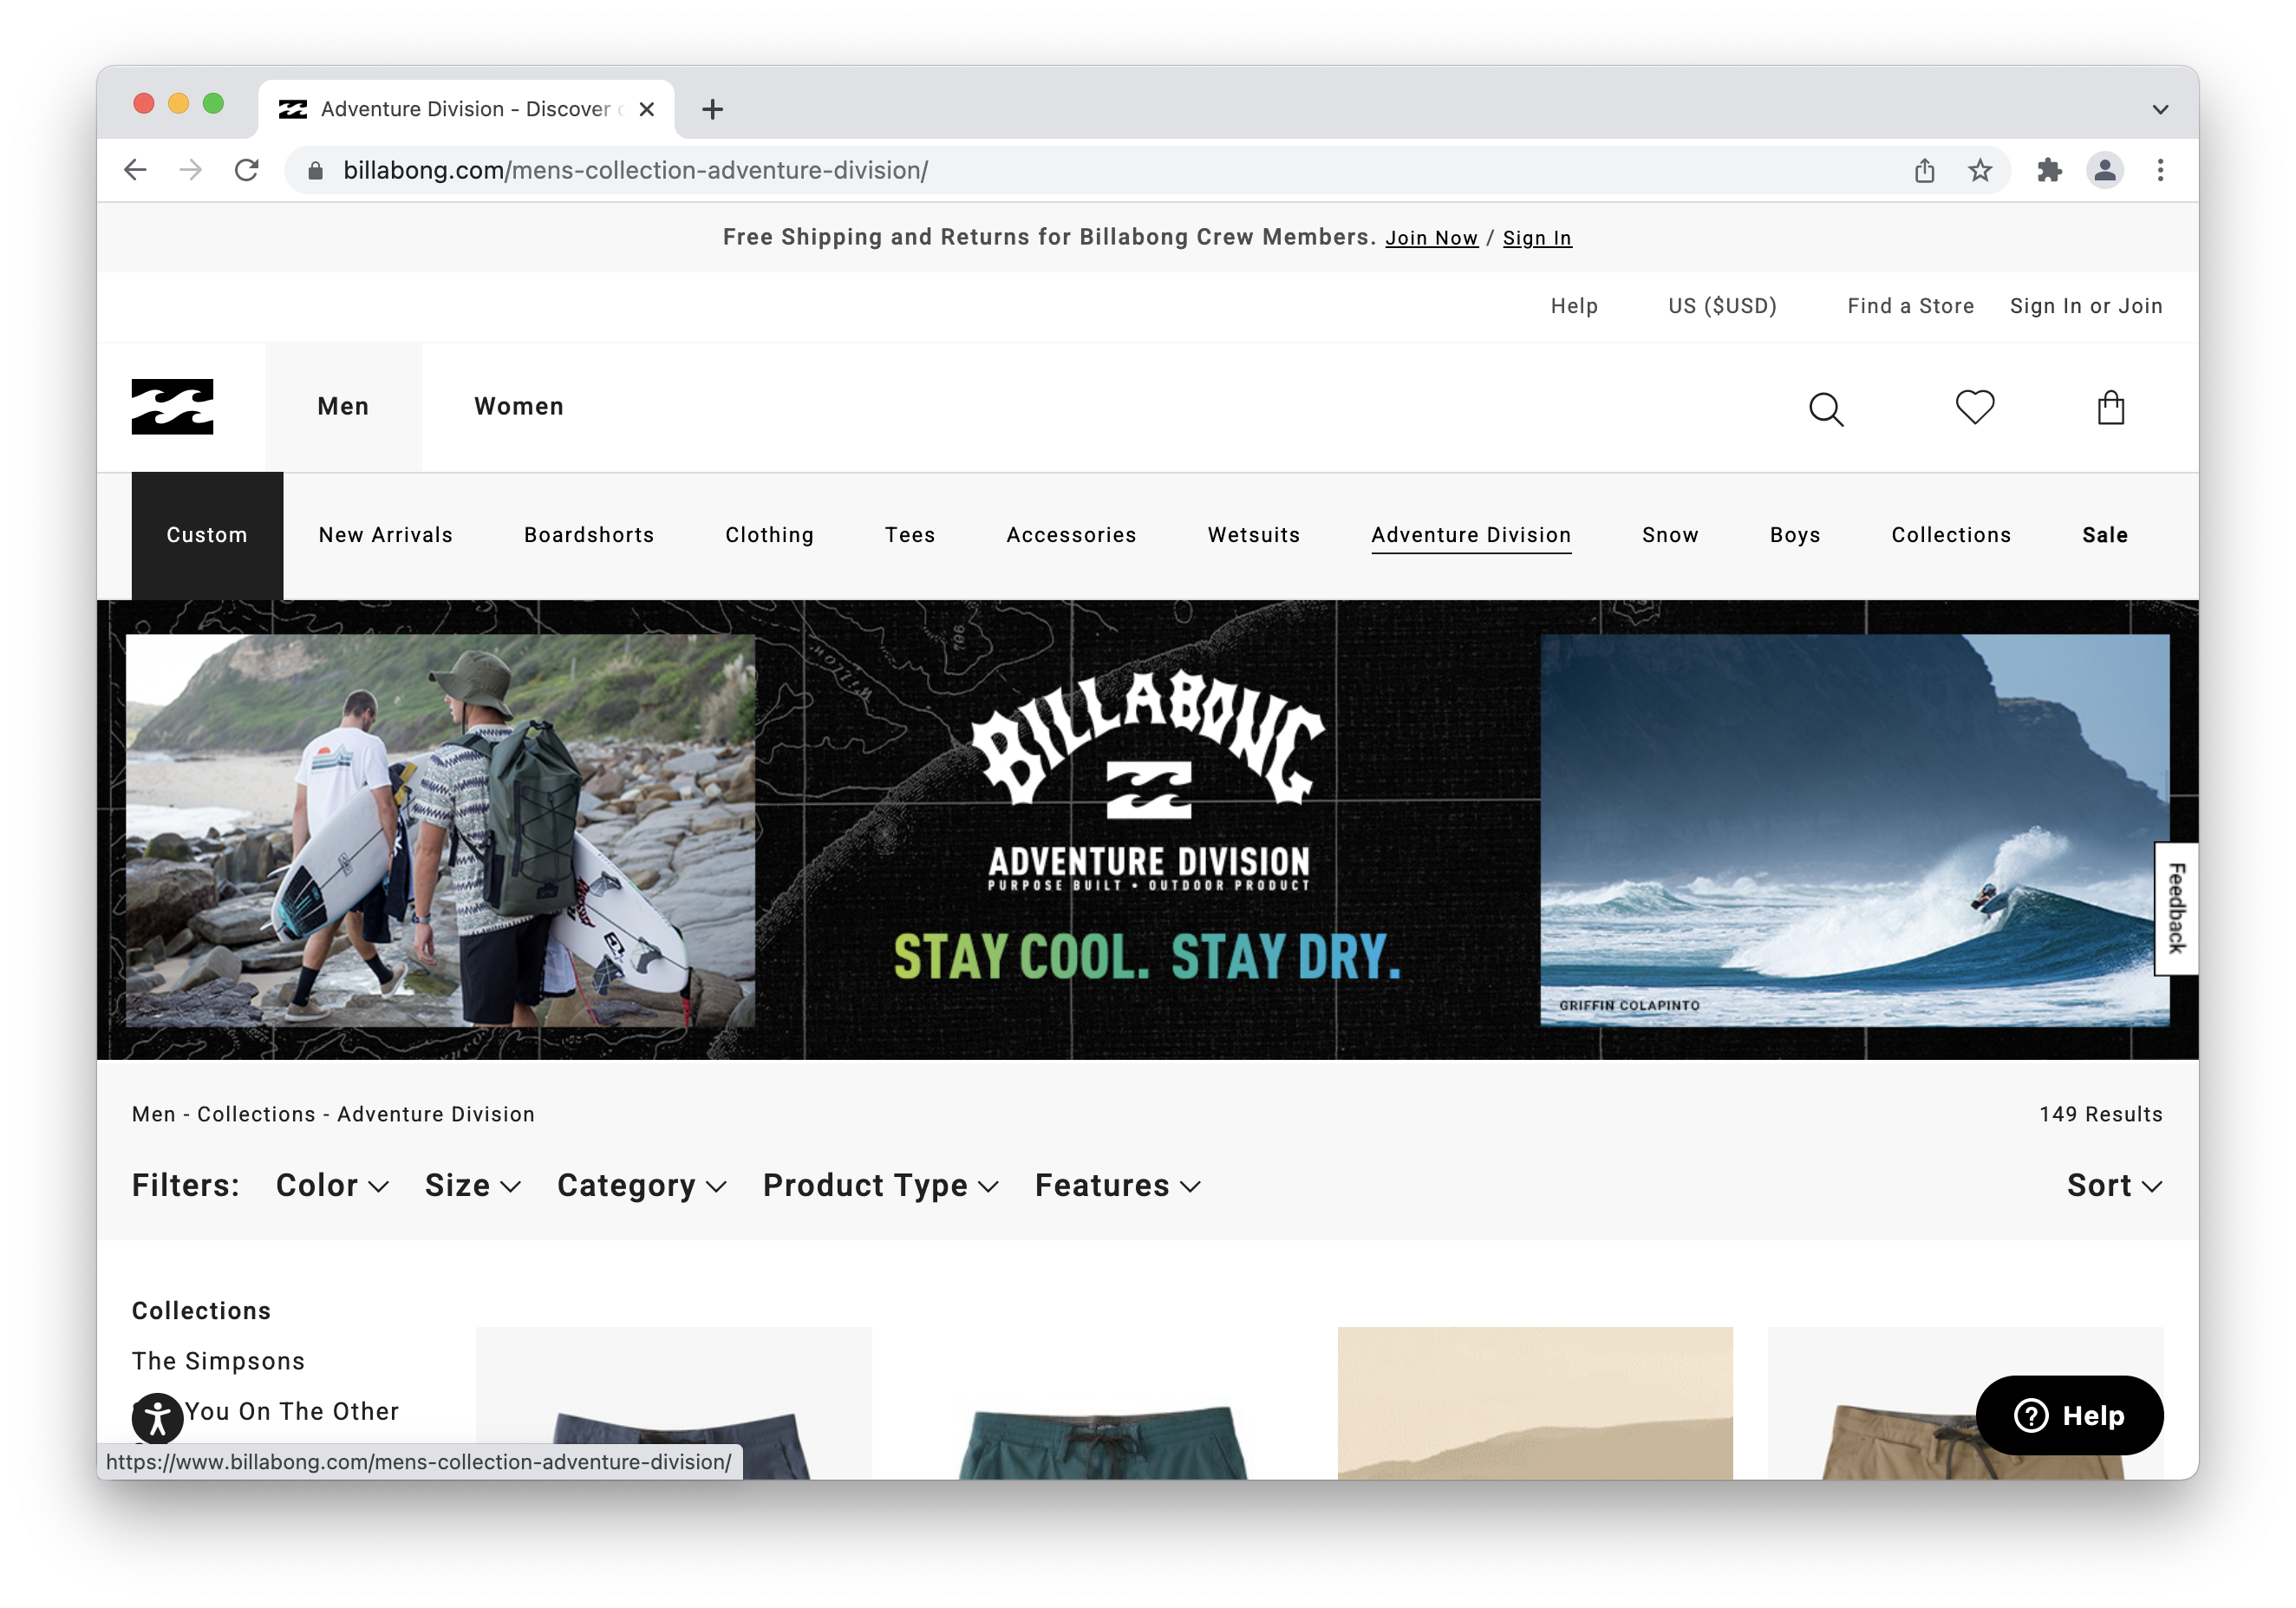 Adventure Division - Discover
billabong.com/mens-collection-adventure-division/
Free Shipping and Returns for Billabong Crew Members. Join Now / Sign In
Help US ($USD) Find a Store Sign In or Join
Men Women
Custom New Arrivals Boardshorts Clothing Tees Accessories Wetsuits Adventure Division Snow Boys Collections Sale
BILLABONG
ADVENTURE DIVISION
PURPOSE BUILT • OUTDOOR PRODUCT
STAY COOL. STAY DRY.
GRIFFIN COLAPINTO
Feedback
Men - Collections - Adventure Division 149 Results
Filters: Color Size Category Product Type Features Sort
Collections
The Simpsons
You On The Other
Help
https://www.billabong.com/mens-collection-adventure-division/